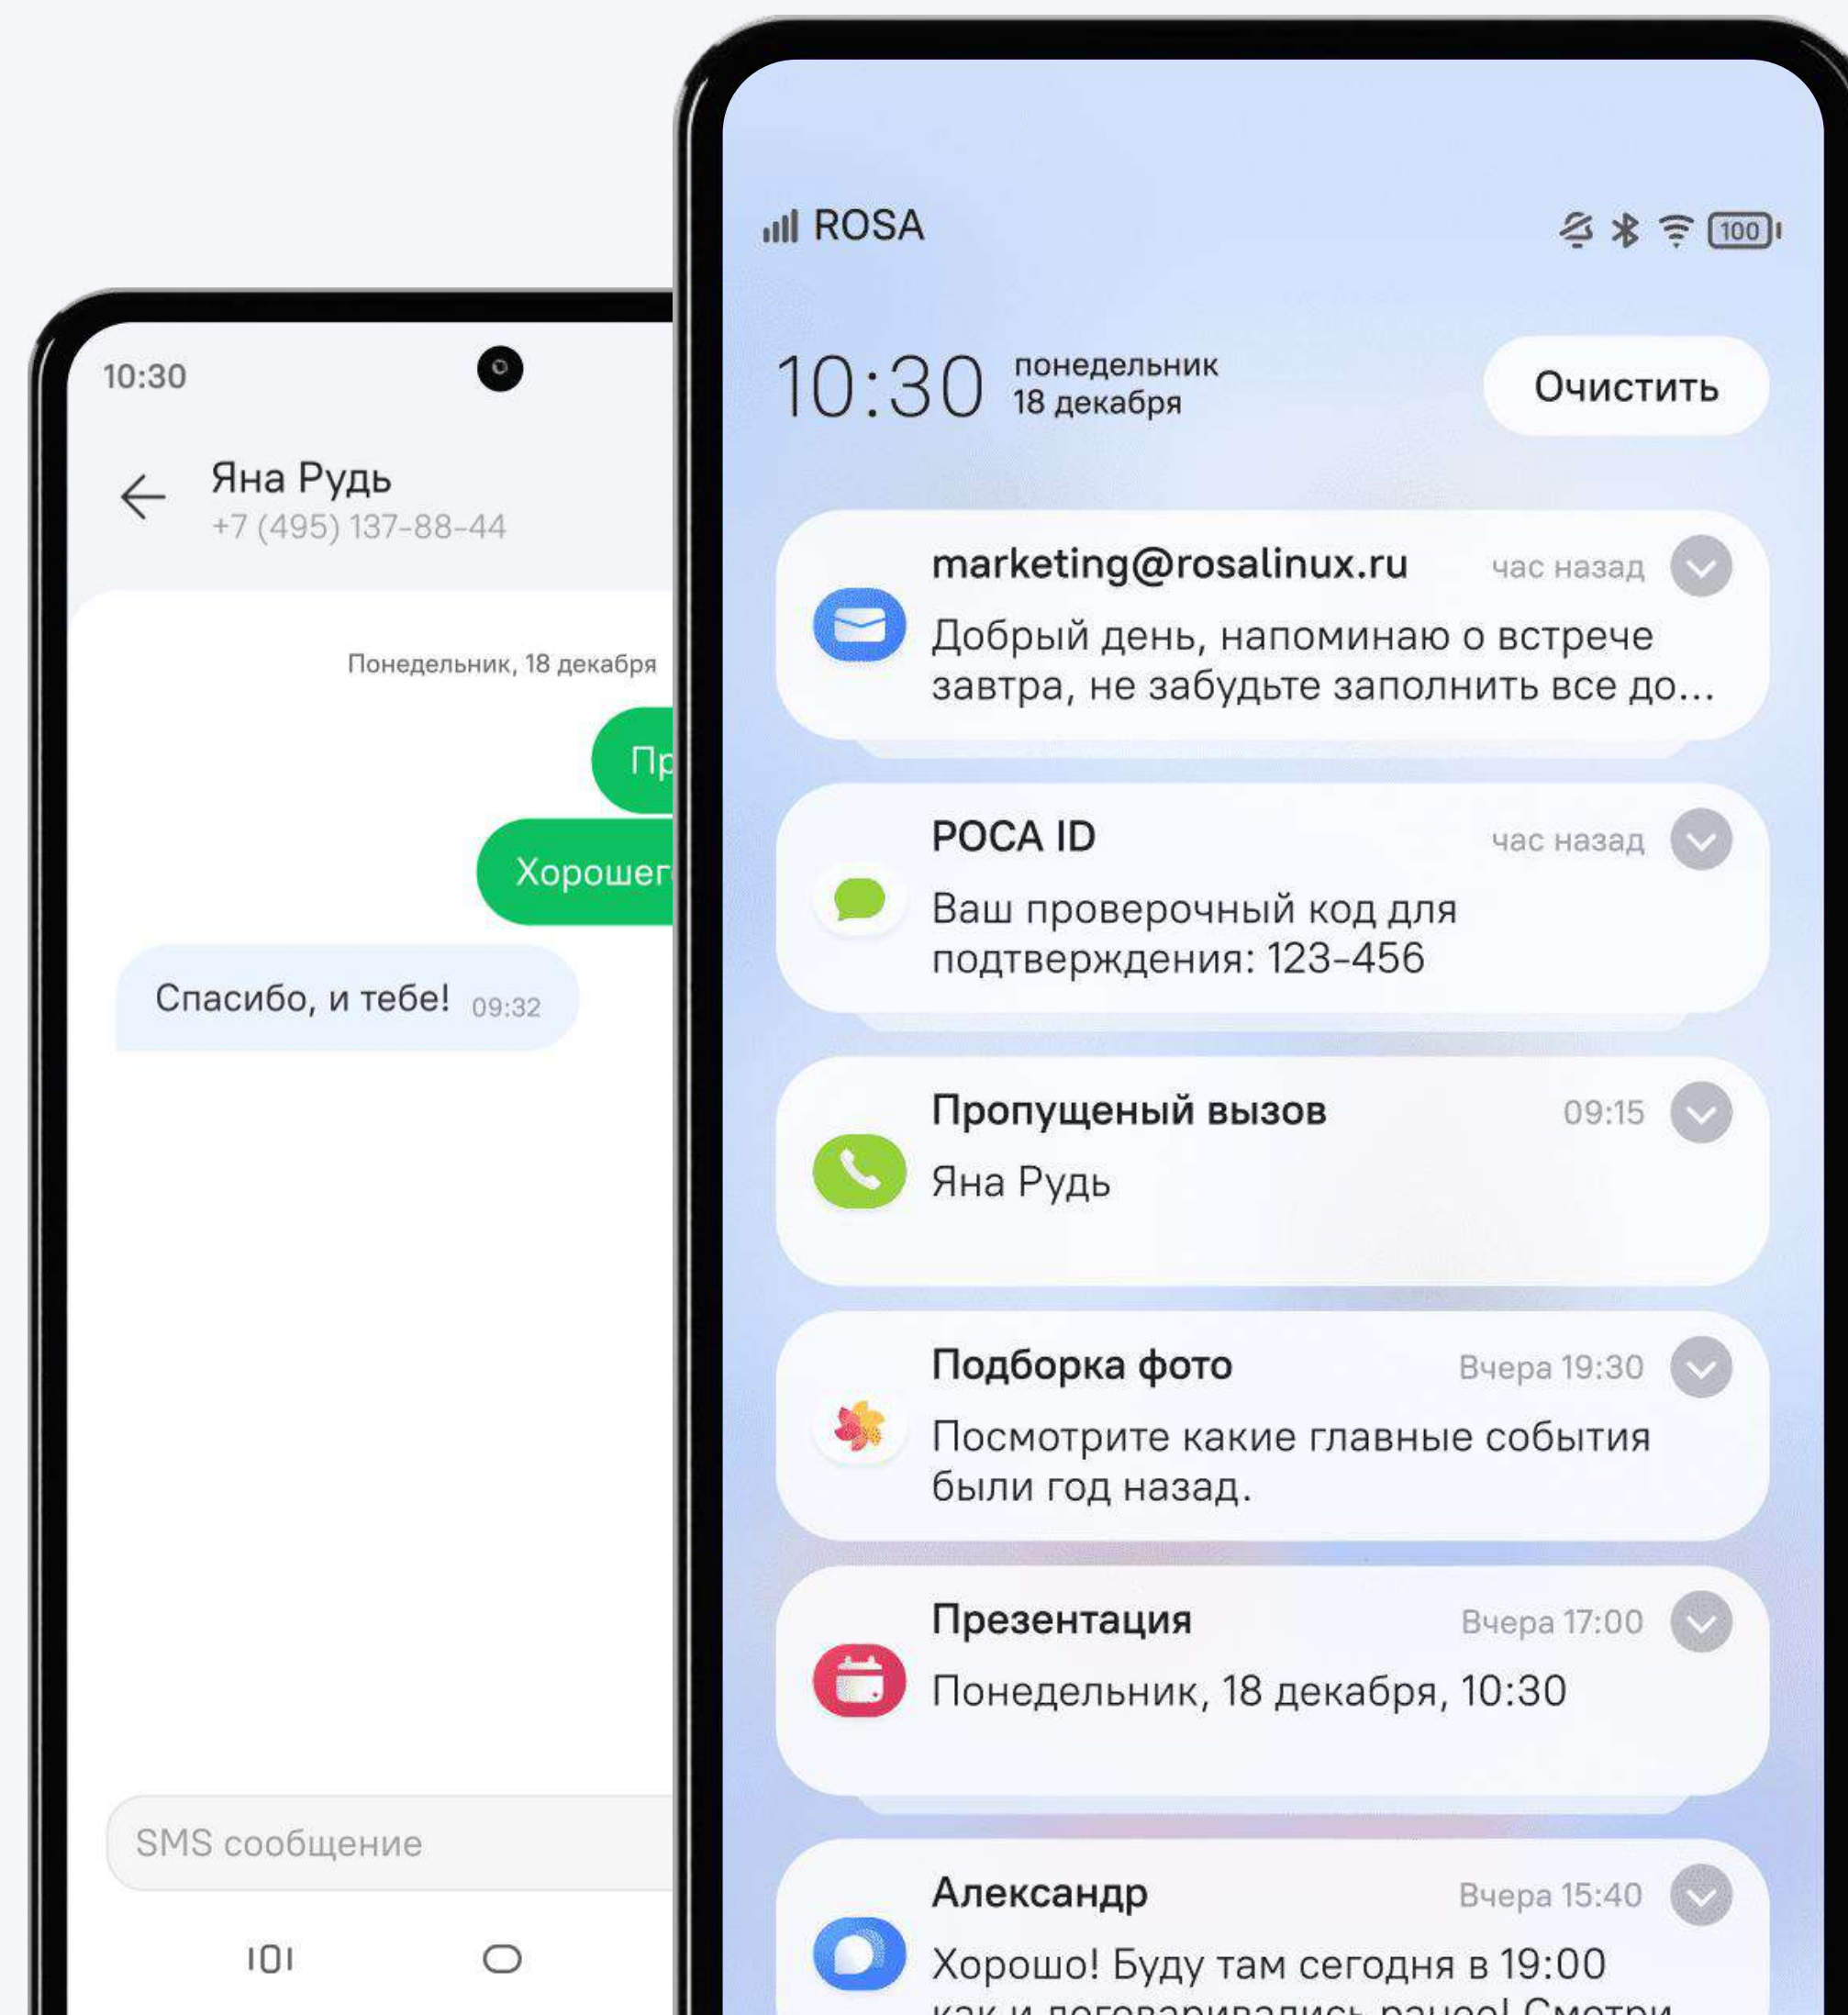 10:30
Яна Рудь
+7 (495) 137-88-44
Понедельник, 18 декабря
Спасибо, и тебе! 09:32
SMS сообщение
ROSA
100
10:30
понедельник
18 декабря
Очистить
marketing@rosalinux.ru час назад
Добрый день, напоминаю о встрече
завтра, не забудьте заполнить все до...
РОСА ID час назад
Ваш проверочный код для
подтверждения: 123-456
Пропущеный вызов 09:15
Яна Рудь
Подборка фото Вчера 19:30
Посмотрите какие главные события
были год назад.
Презентация Вчера 17:00
Понедельник, 18 декабря, 10:30
Александр Вчера 15:40
Хорошо! Буду там сегодня в 19:00
как и договаривались ранее! Смотри